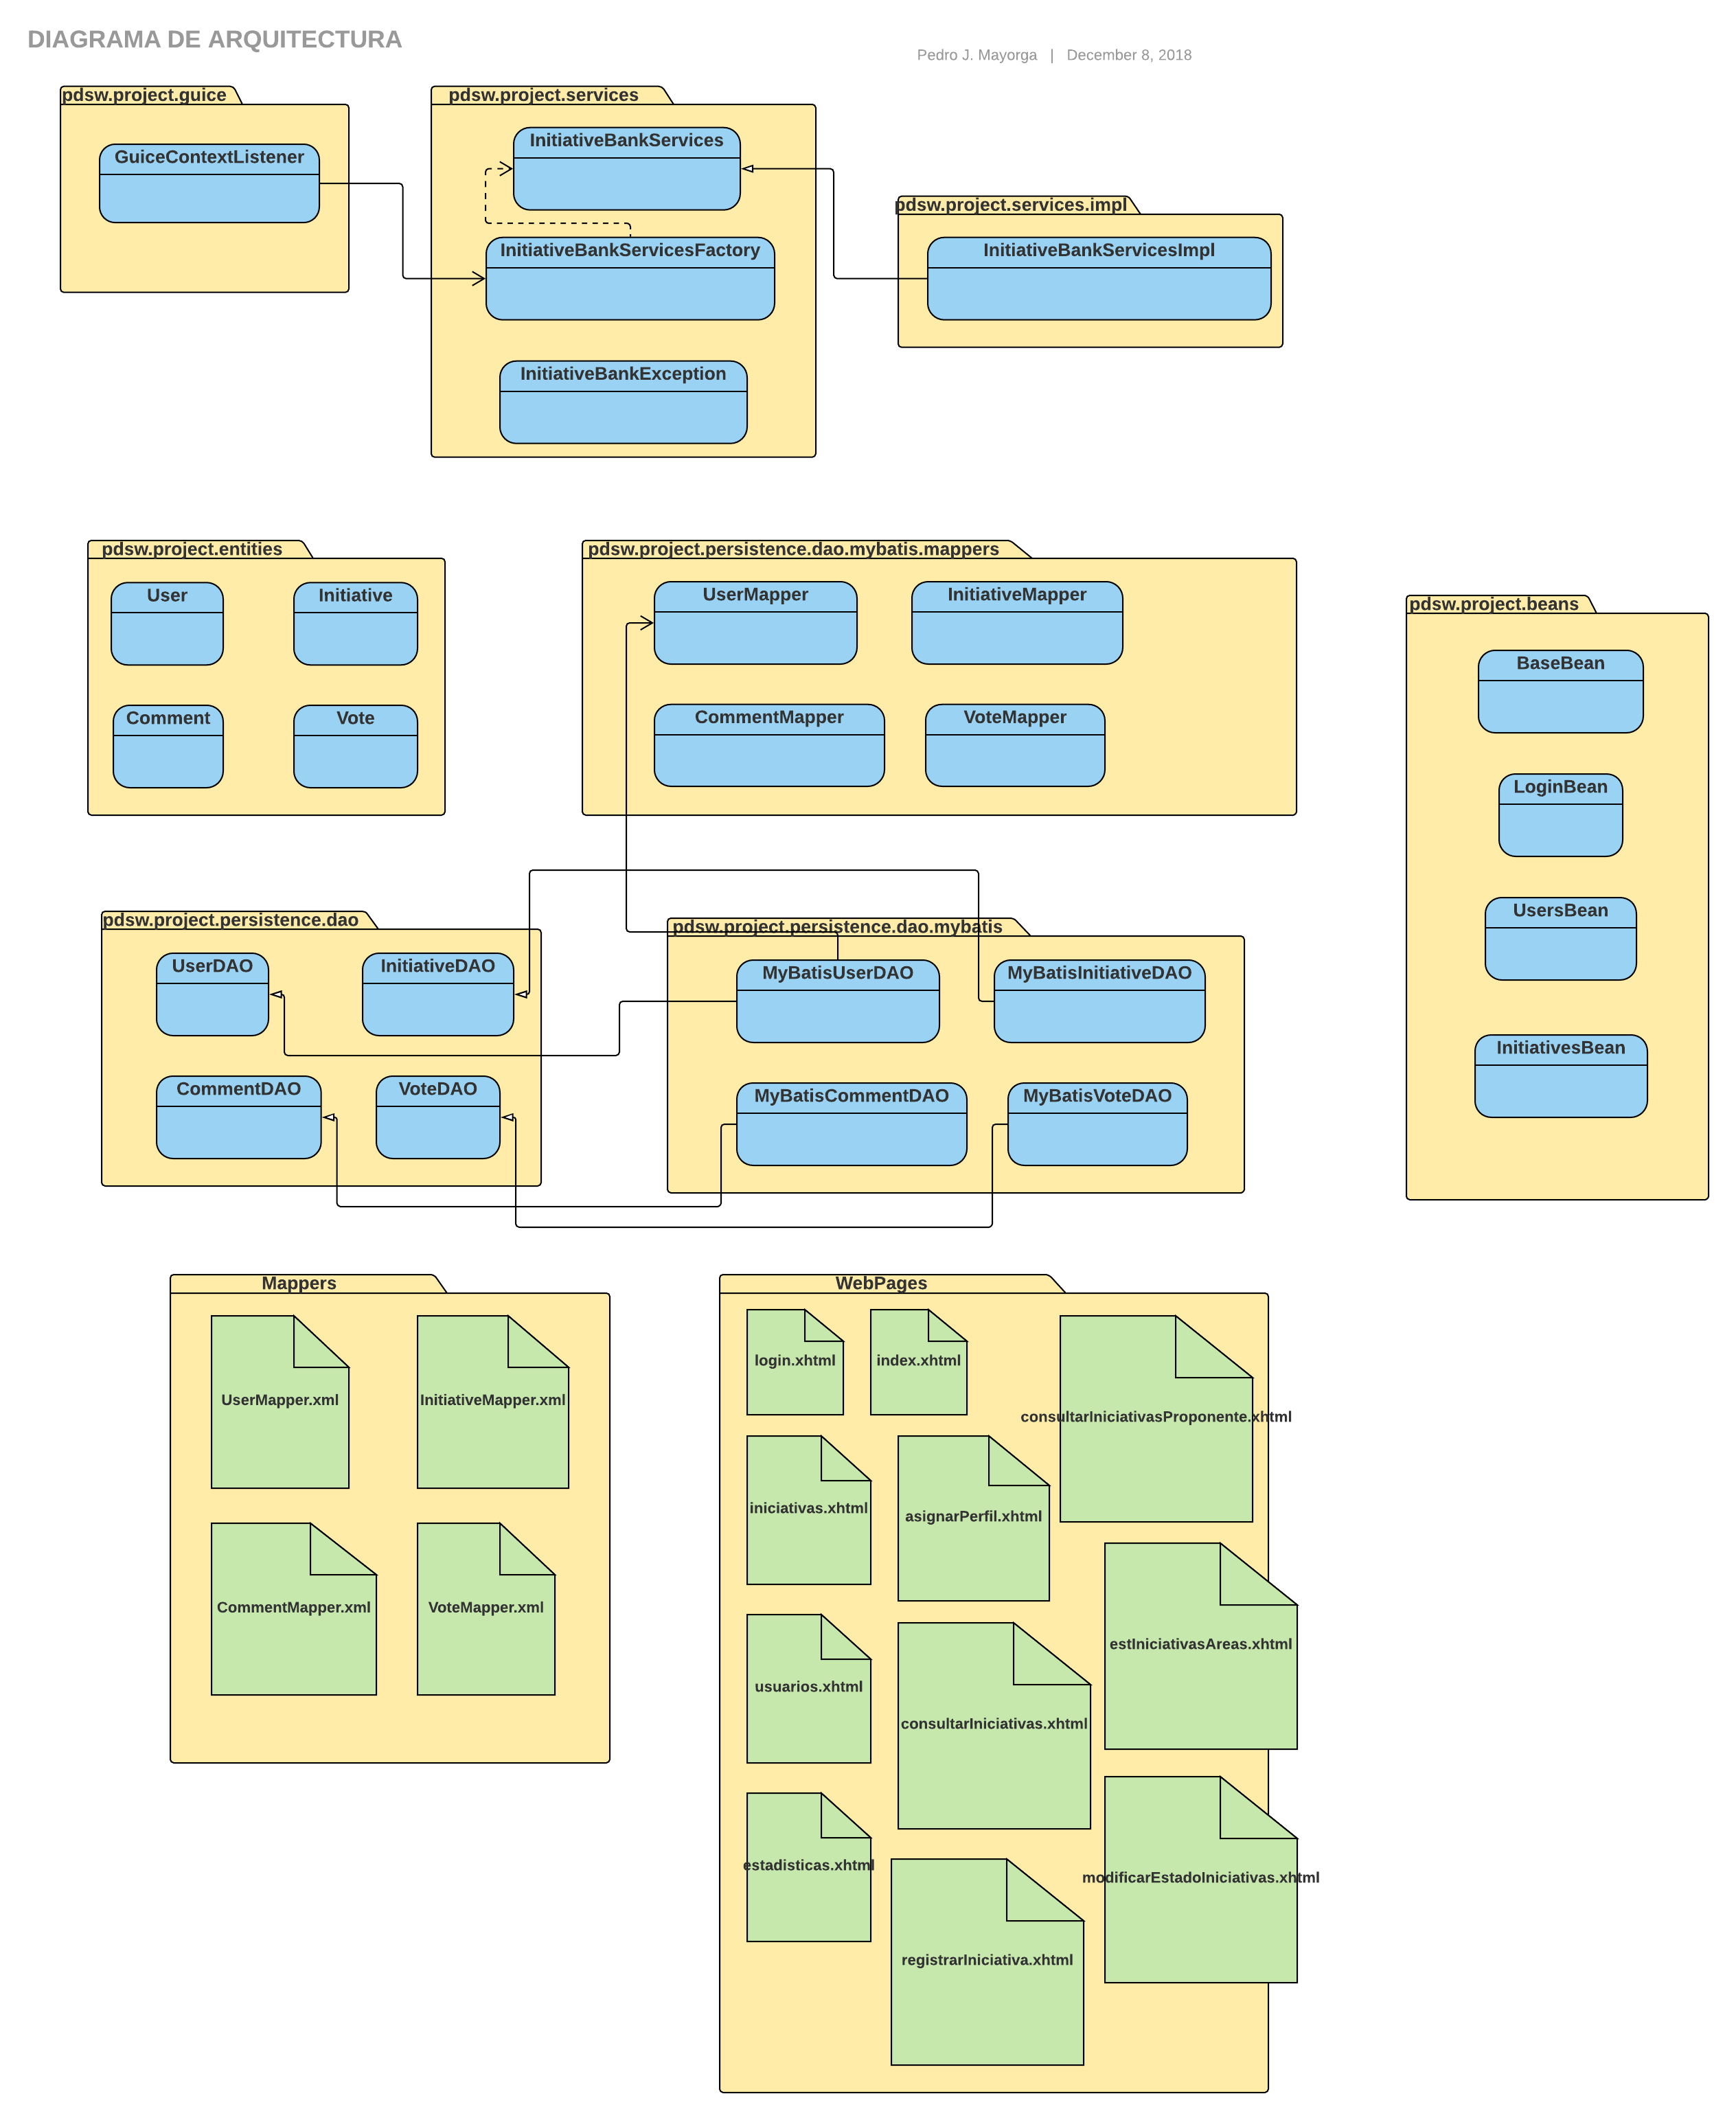 DIAGRAMA DE ARQUITECTURA
Pedro J. Mayorga | December 8, 2018
pdsw.project.guice
GuiceContextListener
pdsw.project.services
InitiativeBankServices
InitiativeBankServicesFactory
InitiativeBankException
pdsw.project.services.impl
InitiativeBankServicesImpl
pdsw.project.entities
User
Initiative
Comment
Vote
pdsw.project.persistence.dao.mybatis.mappers
UserMapper
InitiativeMapper
CommentMapper
VoteMapper
pdsw.project.beans
BaseBean
LoginBean
UsersBean
InitiativesBean
pdsw.project.persistence.dao
UserDAO
InitiativeDAO
CommentDAO
VoteDAO
pdsw.project.persistence.dao.mybatis
MyBatisUserDAO
MyBatisInitiativeDAO
MyBatisCommentDAO
MyBatisVoteDAO
Mappers
UserMapper.xml
InitiativeMapper.xml
CommentMapper.xml
VoteMapper.xml
WebPages
login.xhtml
index.xhtml
consultarIniciativasProponente.xhtml
iniciativas.xhtml
asignarPerfil.xhtml
estIniciativasAreas.xhtml
usuarios.xhtml
consultarIniciativas.xhtml
estadisticas.xhtml
modificarEstadoIniciativas.xhtml
registrarIniciativa.xhtml